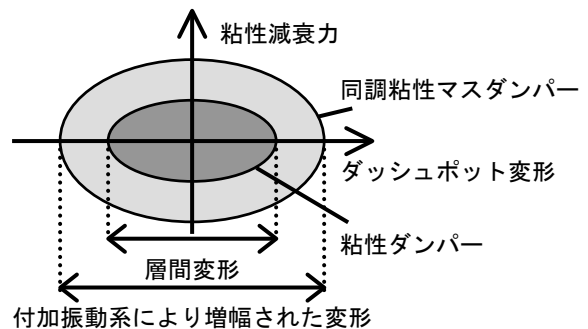 粘性減衰力
同調粘性マスダンパー
ダッシュポット変形
粘性ダンパー
層間変形
付加振動系により増幅された変形